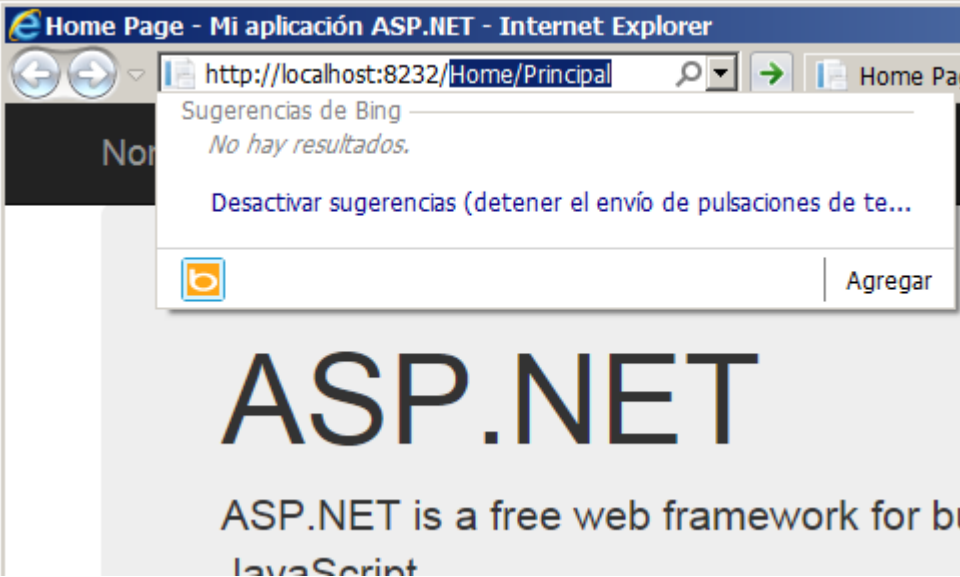 Home Page - Mi aplicación ASP.NET - Internet Explorer
http://localhost:8232/Home/Principal
Home Pa
Sugerencias de Bing
No hay resultados.
Nor
Desactivar sugerencias (detener el envío de pulsaciones de te...
Agregar
ASP.NET
ASP.NET is a free web framework for bu
JavaScript